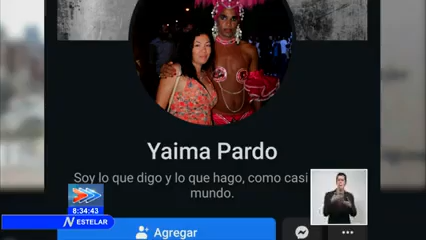 Yaima Pardo
Soy lo que digo y lo que hago, como casi
mundo.
8:34:43
N ESTELAR
Agregar